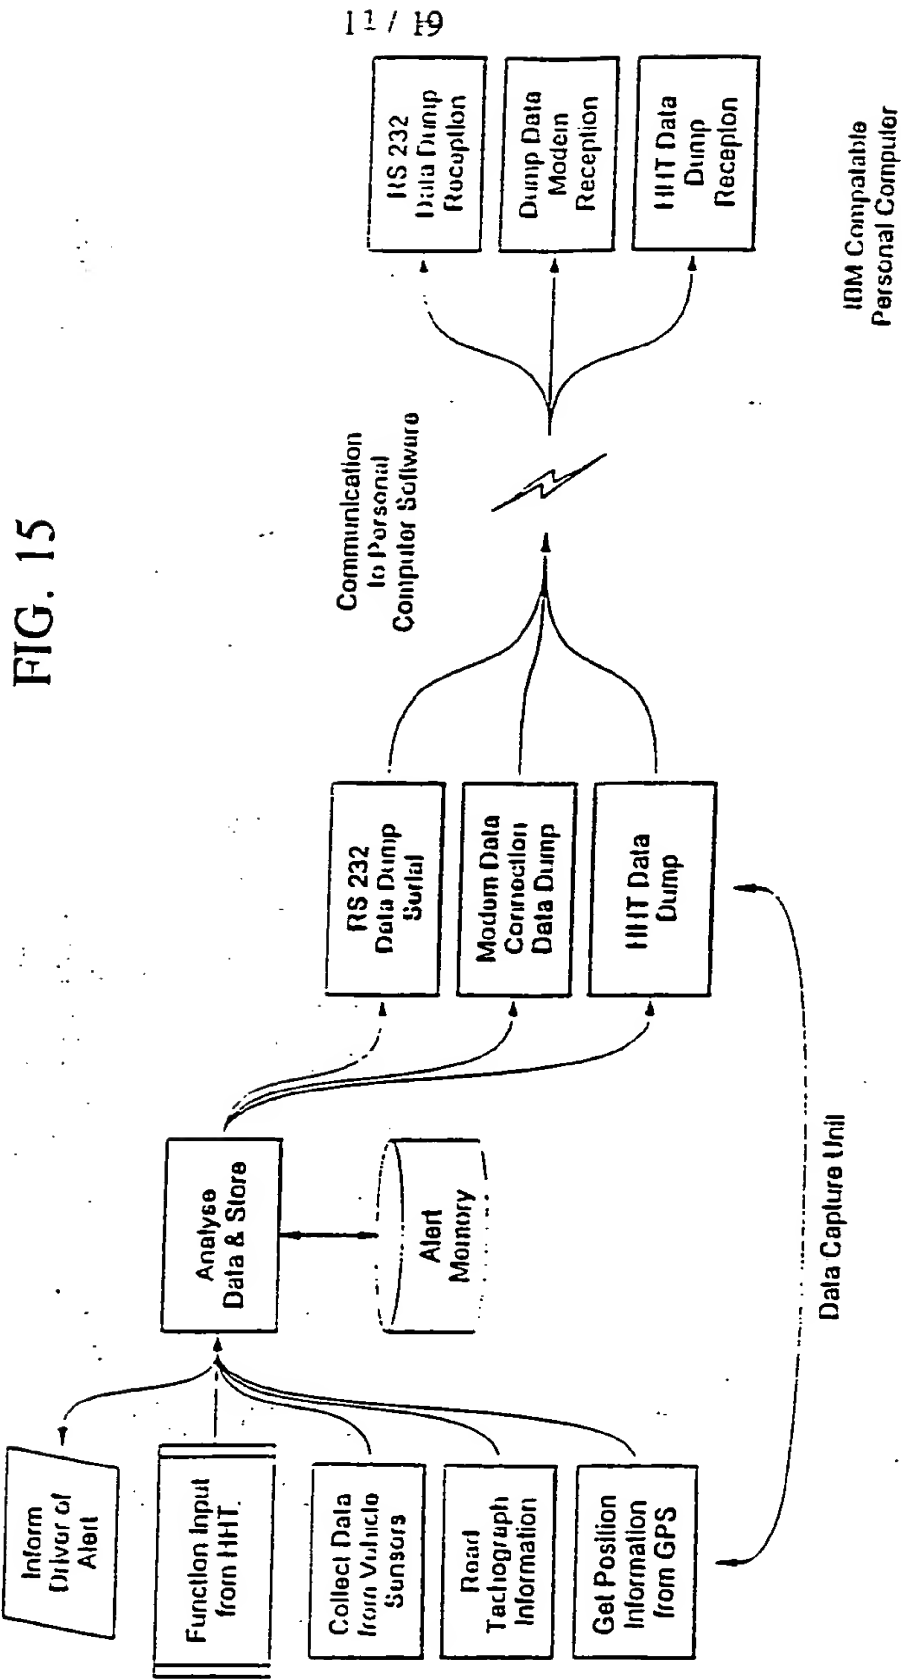 11 / 19
FIG. 15
Inform
Driver of
Alert
Function Input
from HHT.
Collect Data
from Vehicle
Sensors
Road
Tachograph
Information
Get Position
Information
from GPS
Analyse
Data & Store
Alert
Memory
RS 232
Data Dump
Serial
Modem Data
Connection
Data Dump
HHT Data
Dump
Data Capture Unit
Communication
to Personal
Computer Software
RS 232
Data Dump
Reception
Dump Data
Modem
Reception
HHT Data
Dump
Reception
IBM Compatable
Personal Computer